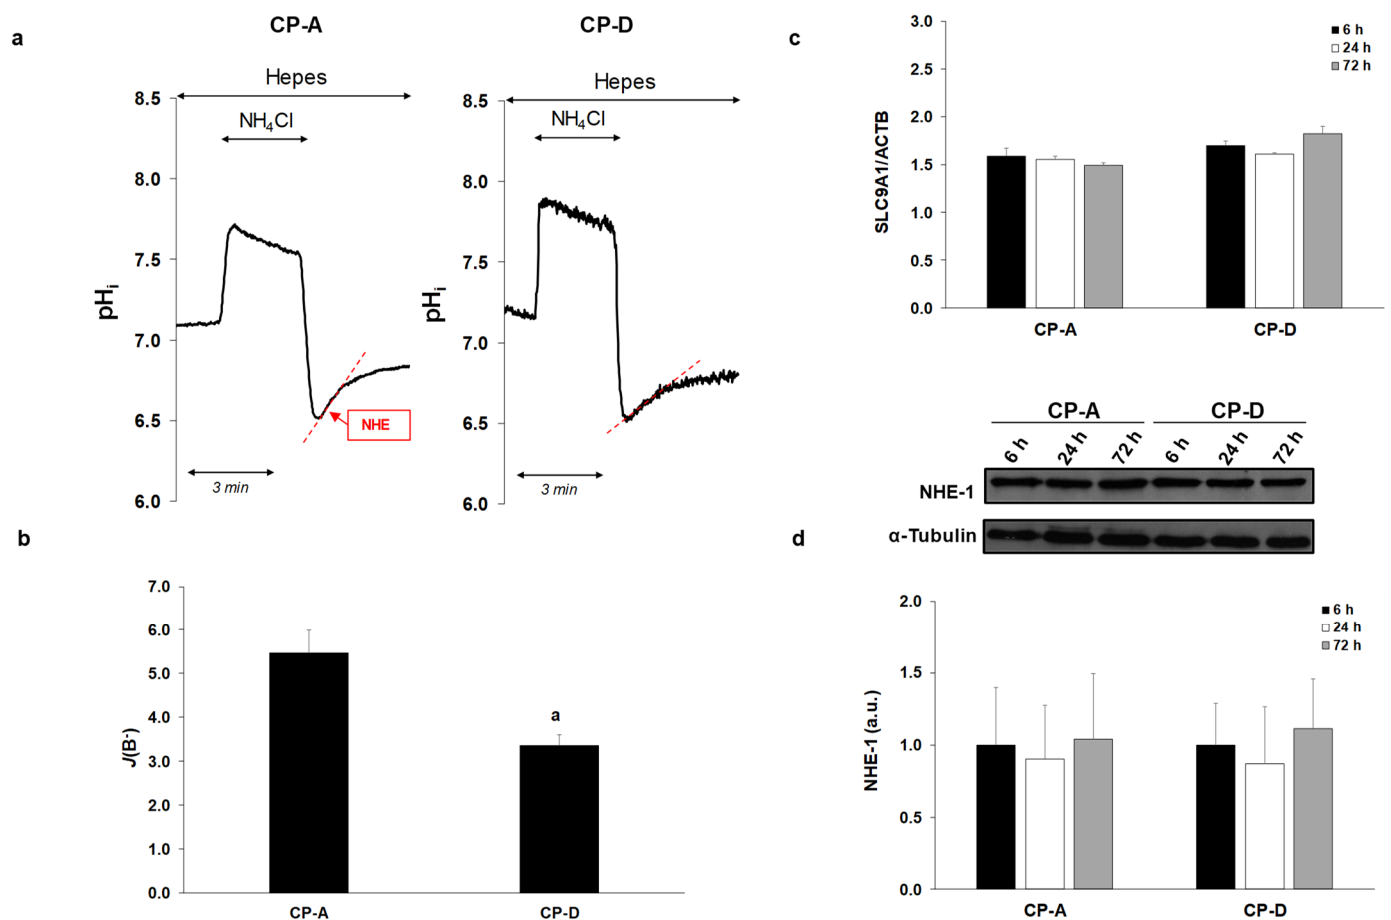 a
CP-A
CP-D
Hepes
Hepes
NH4Cl
NH4Cl
8.5
8.0
7.5
7.0
6.5
6.0
pHi
NHE
3 min
8.5
8.0
7.5
7.0
6.5
6.0
pHi
3 min
b
7.0
6.0
5.0
4.0
3.0
2.0
1.0
0.0
J(B-)
a
CP-A
CP-D
c
3.0
2.5
2.0
1.5
1.0
0.5
0.0
SLC9A1/ACTB
6 h
24 h
72 h
CP-A
CP-D
d
CP-A
CP-D
6 h
24 h
72 h
6 h
24 h
72 h
NHE-1
α-Tubulin
2.0
1.5
1.0
0.5
0.0
NHE-1 (a.u.)
6 h
24 h
72 h
CP-A
CP-D